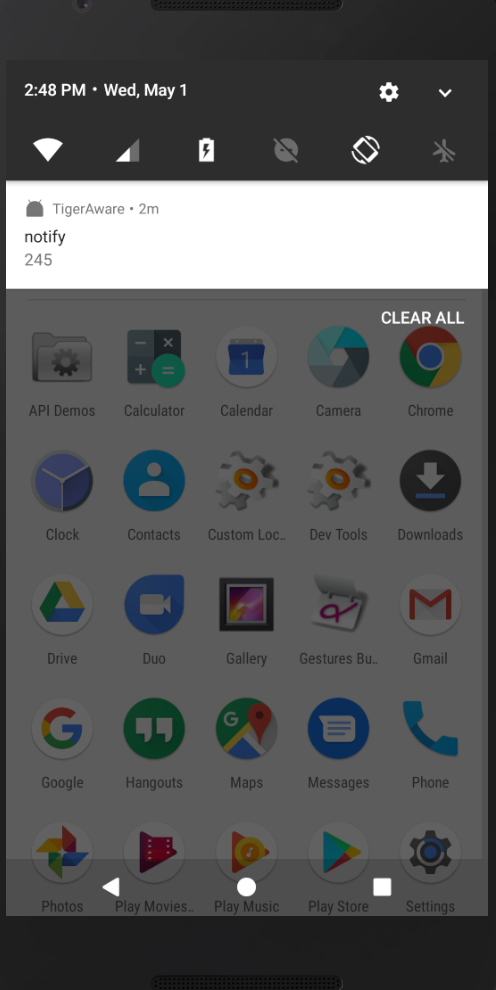 2:48 PM • Wed, May 1
TigerAware • 2m
notify
245
CLEAR ALL
API Demos Calculator Calendar Camera Chrome
Clock Contacts Custom Loc.. Dev Tools Downloads
Drive Duo Gallery Gestures Bu.. Gmail
Google Hangouts Maps Messages Phone
Photos Play Movies.. Play Music Play Store Settings